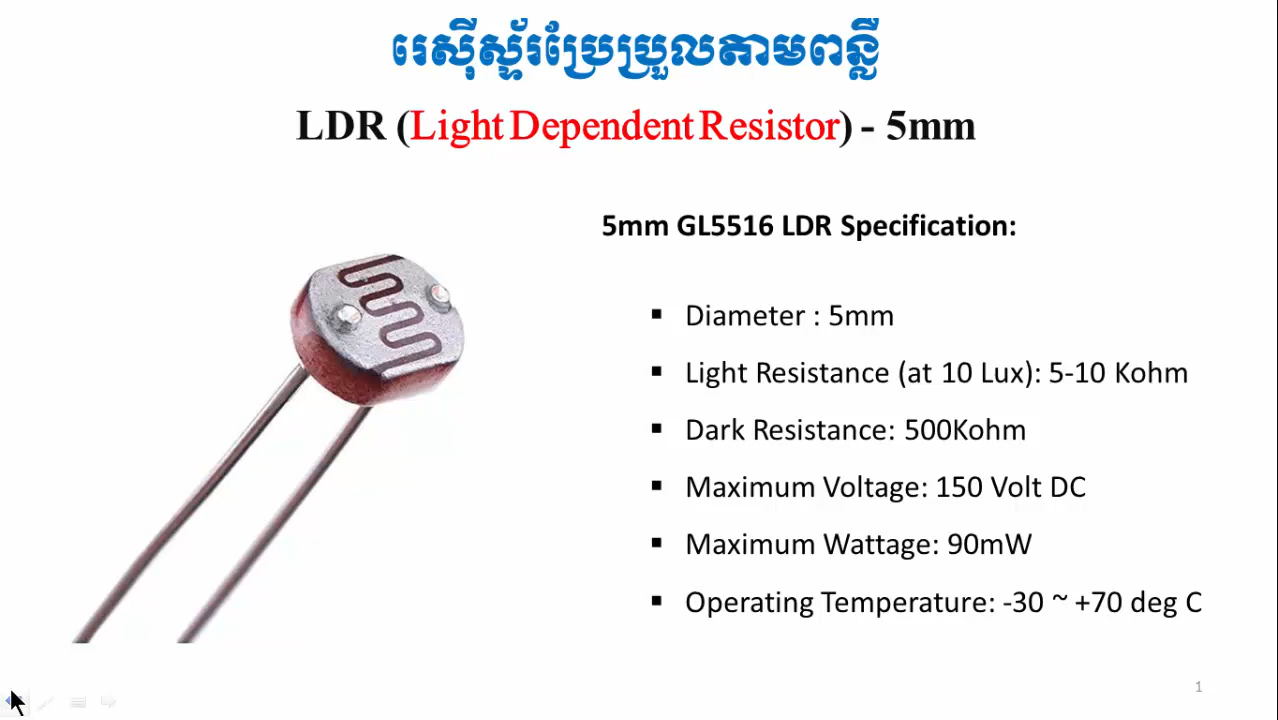 រេស៊ីស្ទ័រប្រែប្រួលតាមពន្លឺ
LDR (Light Dependent Resistor) - 5mm
5mm GL5516 LDR Specification:
▪ Diameter : 5mm
▪ Light Resistance (at 10 Lux): 5-10 Kohm
▪ Dark Resistance: 500Kohm
▪ Maximum Voltage: 150 Volt DC
▪ Maximum Wattage: 90mW
▪ Operating Temperature: -30 ~ +70 deg C
1